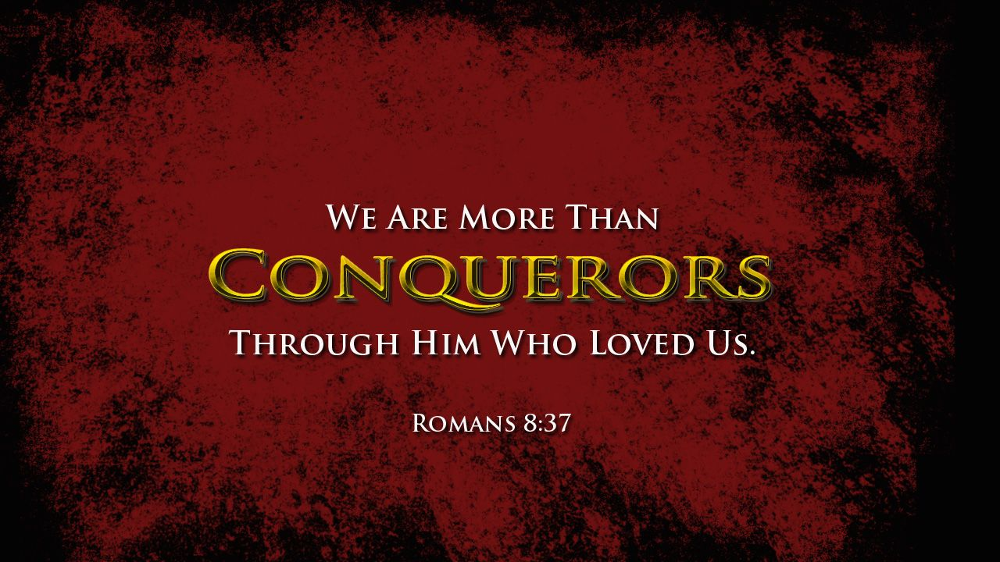 We Are More Than
Conquerors
Through Him Who Loved Us.
Romans 8:37